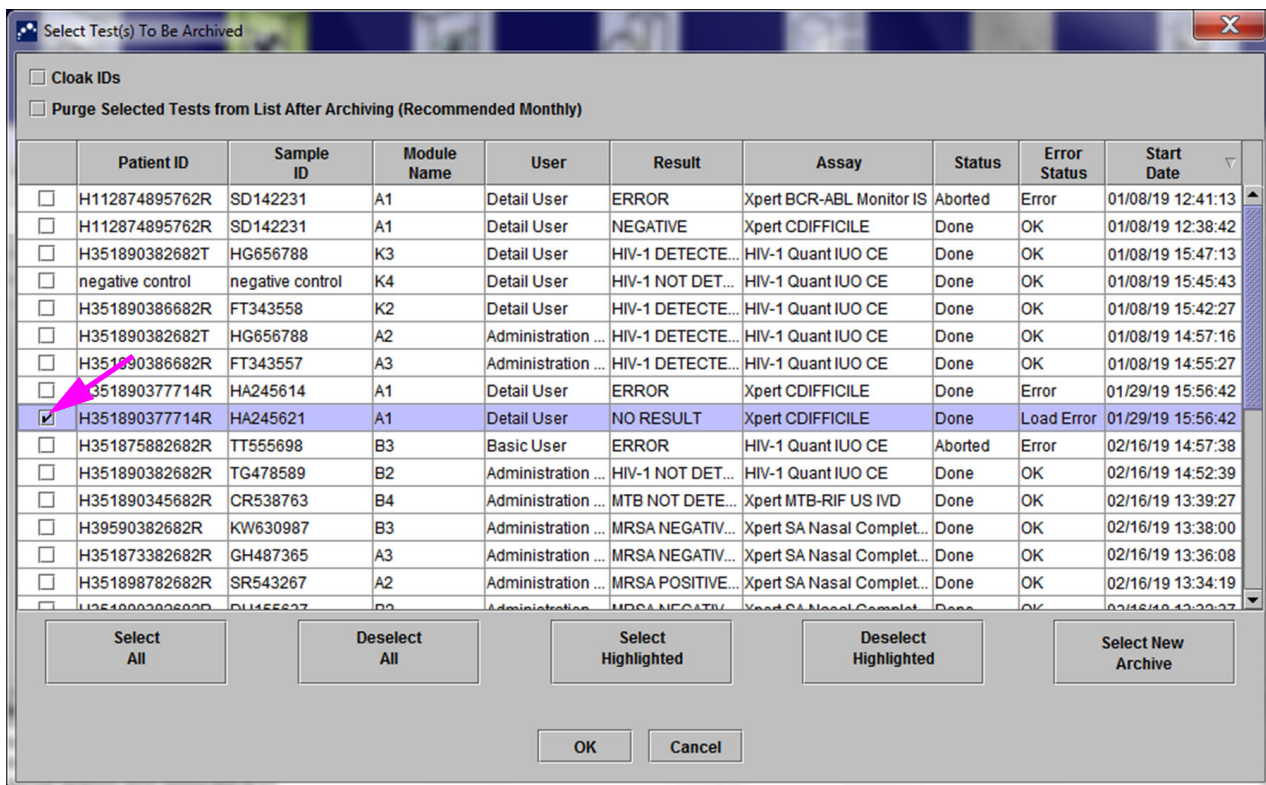 Select Test(s) To Be Archived
Cloak IDs
Purge Selected Tests from List After Archiving (Recommended Monthly)
Patient ID Sample ID Module Name User Result Assay Status Error Status Start Date
H112874895762R SD142231 A1 Detail User ERROR Xpert BCR-ABL Monitor IS Aborted Error 01/08/19 12:41:13
H112874895762R SD142231 A1 Detail User NEGATIVE Xpert CDIFFICILE Done OK 01/08/19 12:38:42
H351890382682T HG656788 K3 Detail User HIV-1 DETECTE... HIV-1 Quant IUO CE Done OK 01/08/19 15:47:13
negative control negative control K4 Detail User HIV-1 NOT DET... HIV-1 Quant IUO CE Done OK 01/08/19 15:45:43
H351890386682R FT343558 K2 Detail User HIV-1 DETECTE... HIV-1 Quant IUO CE Done OK 01/08/19 15:42:27
H351890382682T HG656788 A2 Administration ... HIV-1 DETECTE... HIV-1 Quant IUO CE Done OK 01/08/19 14:57:16
H351890386682R FT343557 A3 Administration ... HIV-1 DETECTE... HIV-1 Quant IUO CE Done OK 01/08/19 14:55:27
H351890377714R HA245614 A1 Detail User ERROR Xpert CDIFFICILE Done Error 01/29/19 15:56:42
H351890377714R HA245621 A1 Detail User NO RESULT Xpert CDIFFICILE Done Load Error 01/29/19 15:56:42
H351875882682R TT555698 B3 Basic User ERROR HIV-1 Quant IUO CE Aborted Error 02/16/19 14:57:38
H351890382682R TG478589 B2 Administration ... HIV-1 NOT DET... HIV-1 Quant IUO CE Done OK 02/16/19 14:52:39
H351890345682R CR538763 B4 Administration ... MTB NOT DETE... Xpert MTB-RIF US IVD Done OK 02/16/19 13:39:27
H39590382682R KW630987 B3 Administration ... MRSA NEGATIV... Xpert SA Nasal Complet... Done OK 02/16/19 13:38:00
H351873382682R GH487365 A3 Administration ... MRSA NEGATIV... Xpert SA Nasal Complet... Done OK 02/16/19 13:36:08
H351898782682R SR543267 A2 Administration ... MRSA POSITIVE... Xpert SA Nasal Complet... Done OK 02/16/19 13:34:19
Select All Deselect All Select Highlighted Deselect Highlighted Select New Archive
OK Cancel